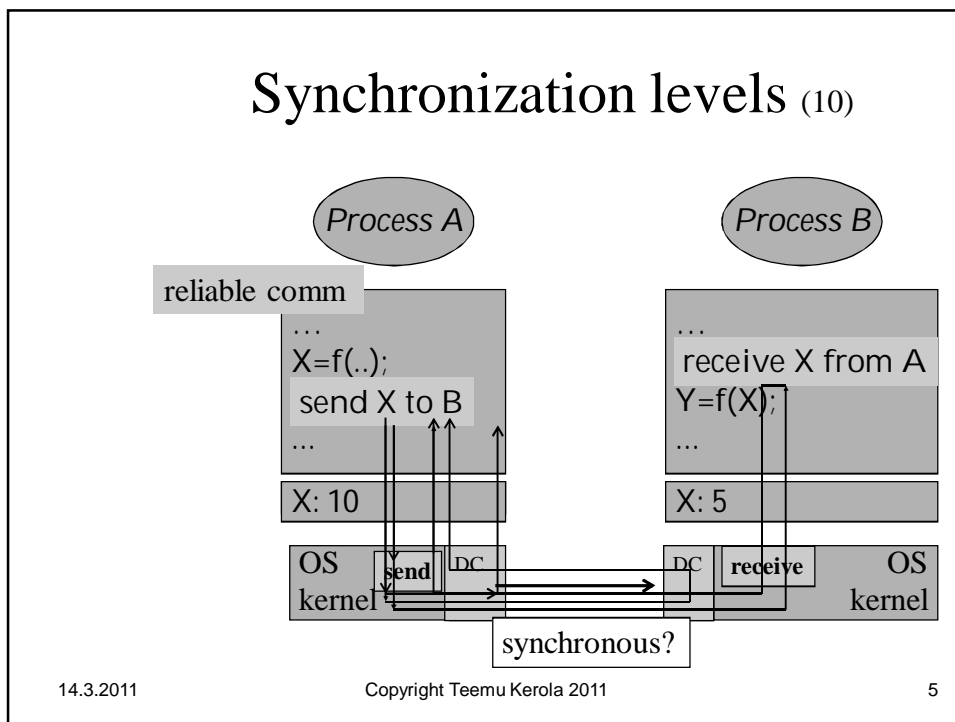 Synchronization levels (10)
Process A
Process B
reliable comm
...
X=f(..);
send X to B
...
...
receive X from A
Y=f(X);
...
X: 10
X: 5
OS
kernel
send
DC
DC
receive
OS
kernel
synchronous?
14.3.2011
Copyright Teemu Kerola 2011
5